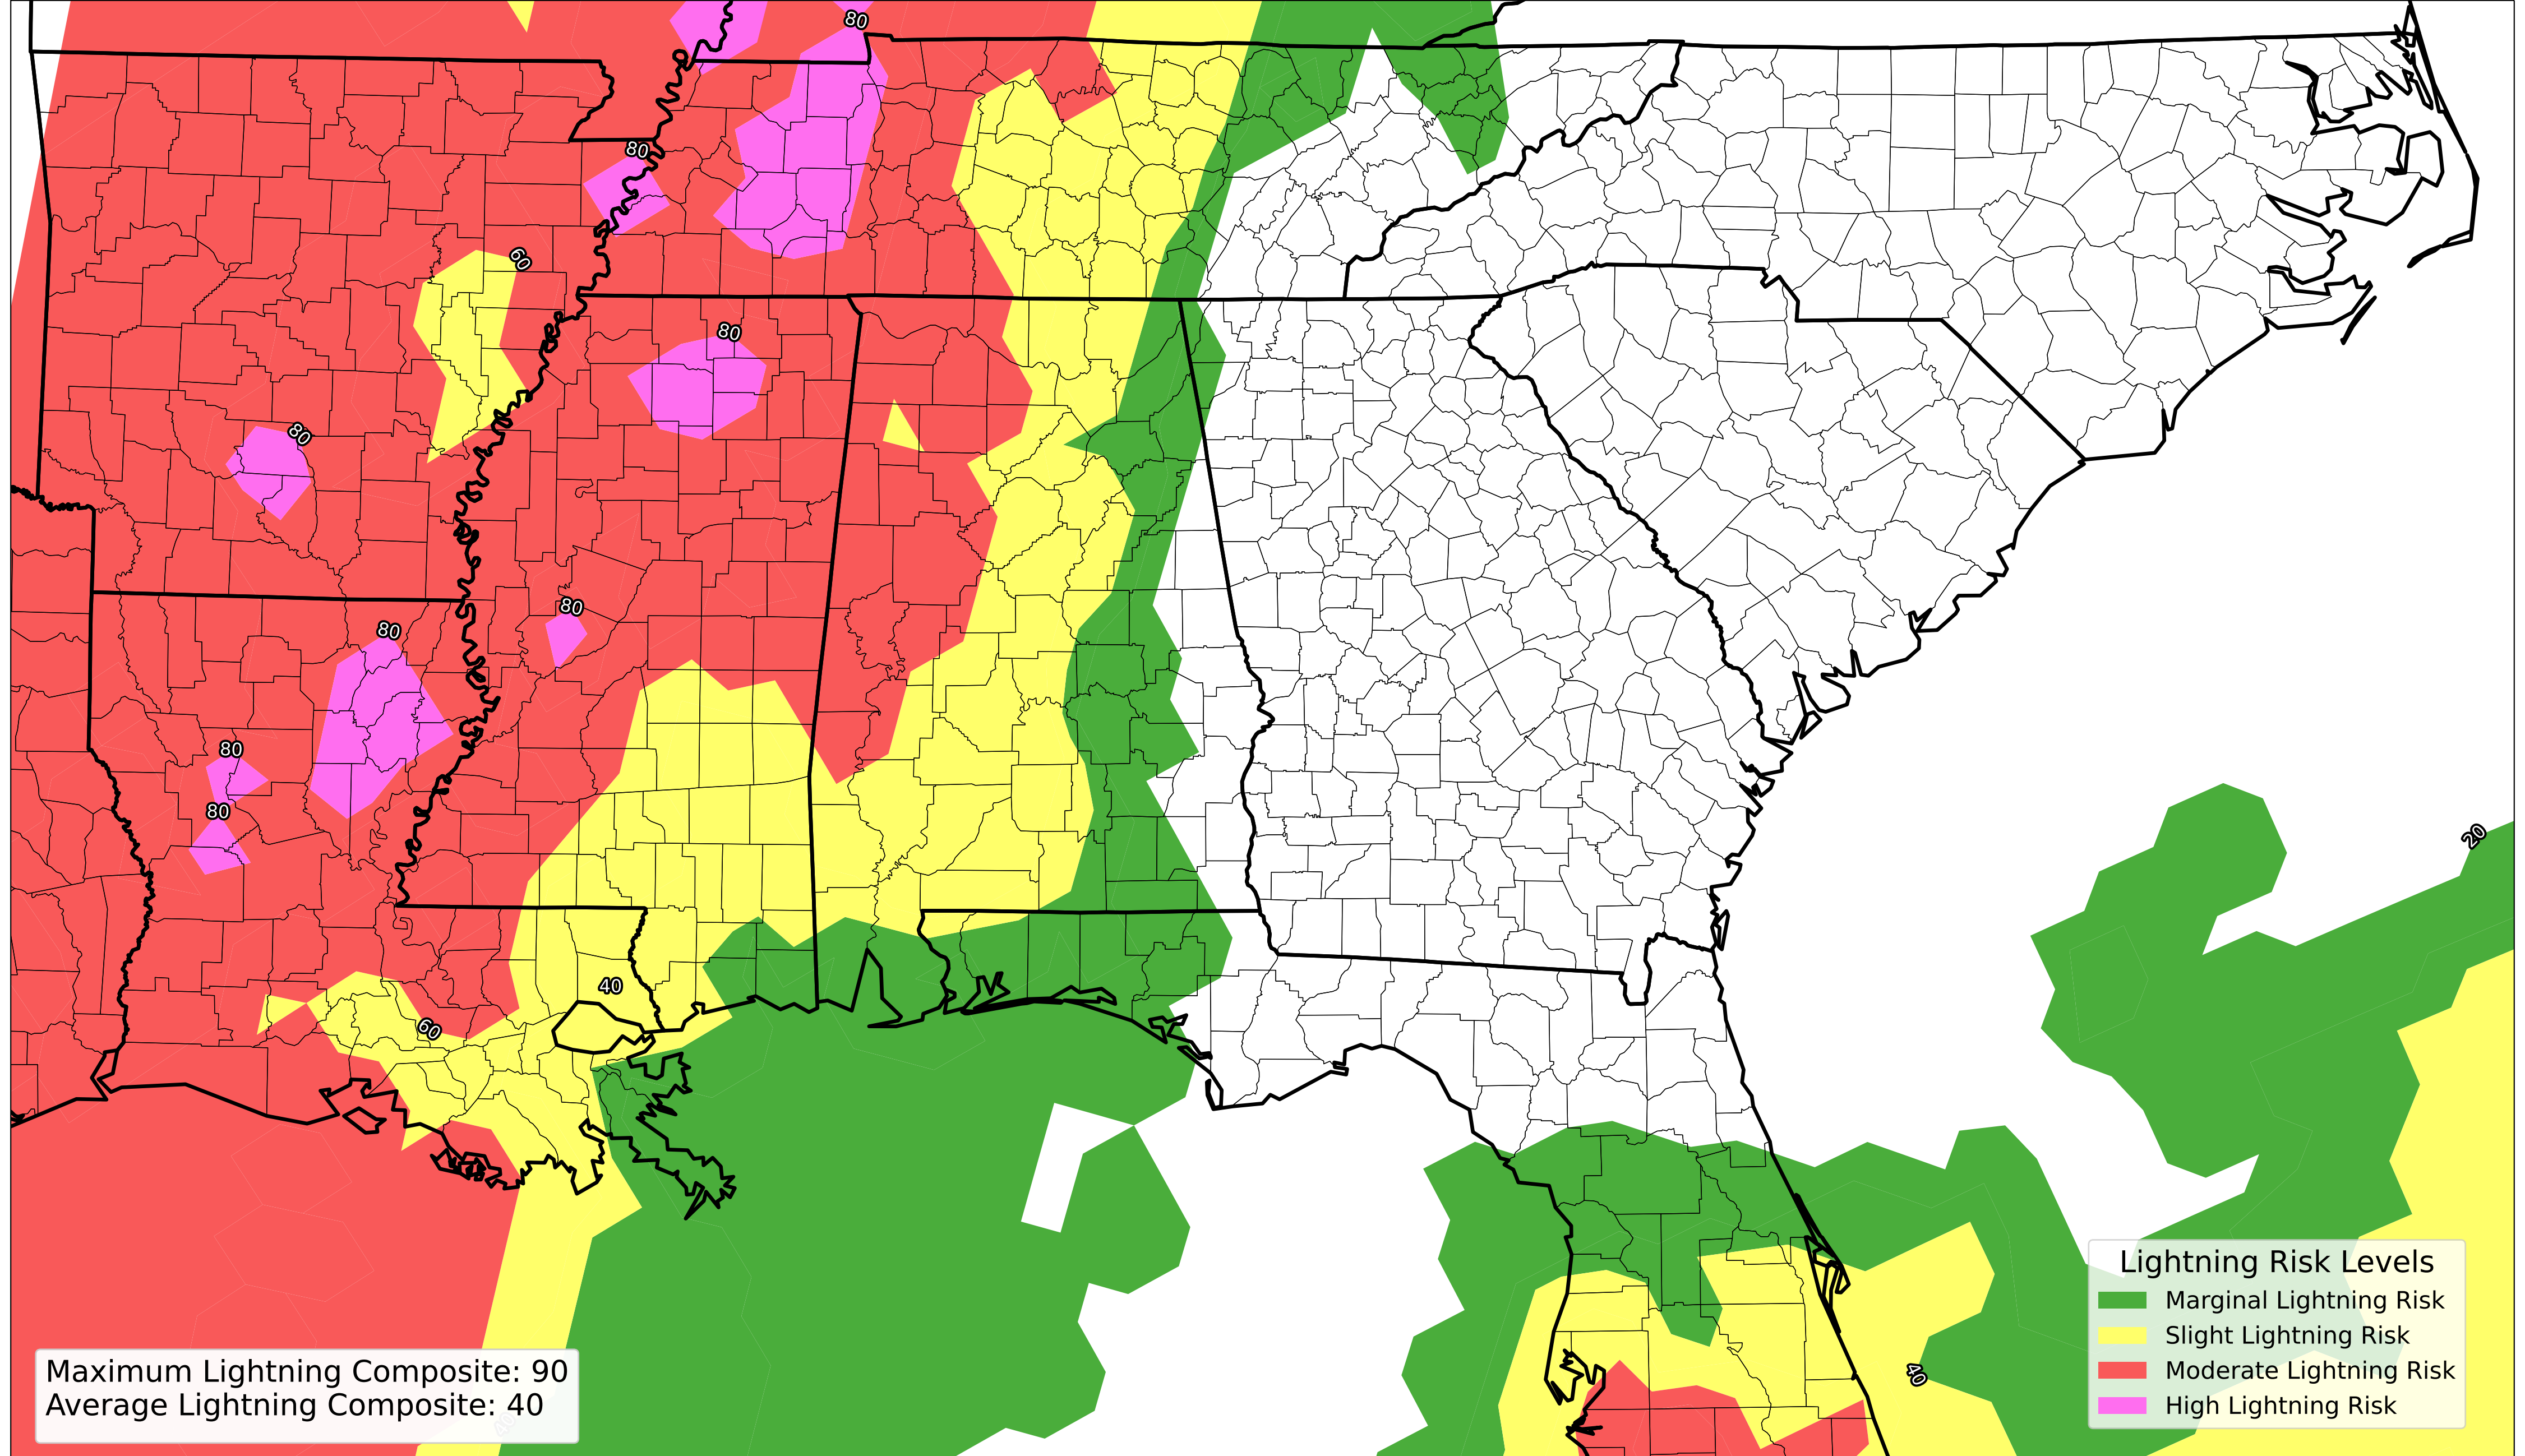 80
80
60
80
80
80
80
80
80
20
40
60
40
40
Lightning Risk Levels
Marginal Lightning Risk
Slight Lightning Risk
Moderate Lightning Risk
High Lightning Risk
Maximum Lightning Composite: 90
Average Lightning Composite: 40